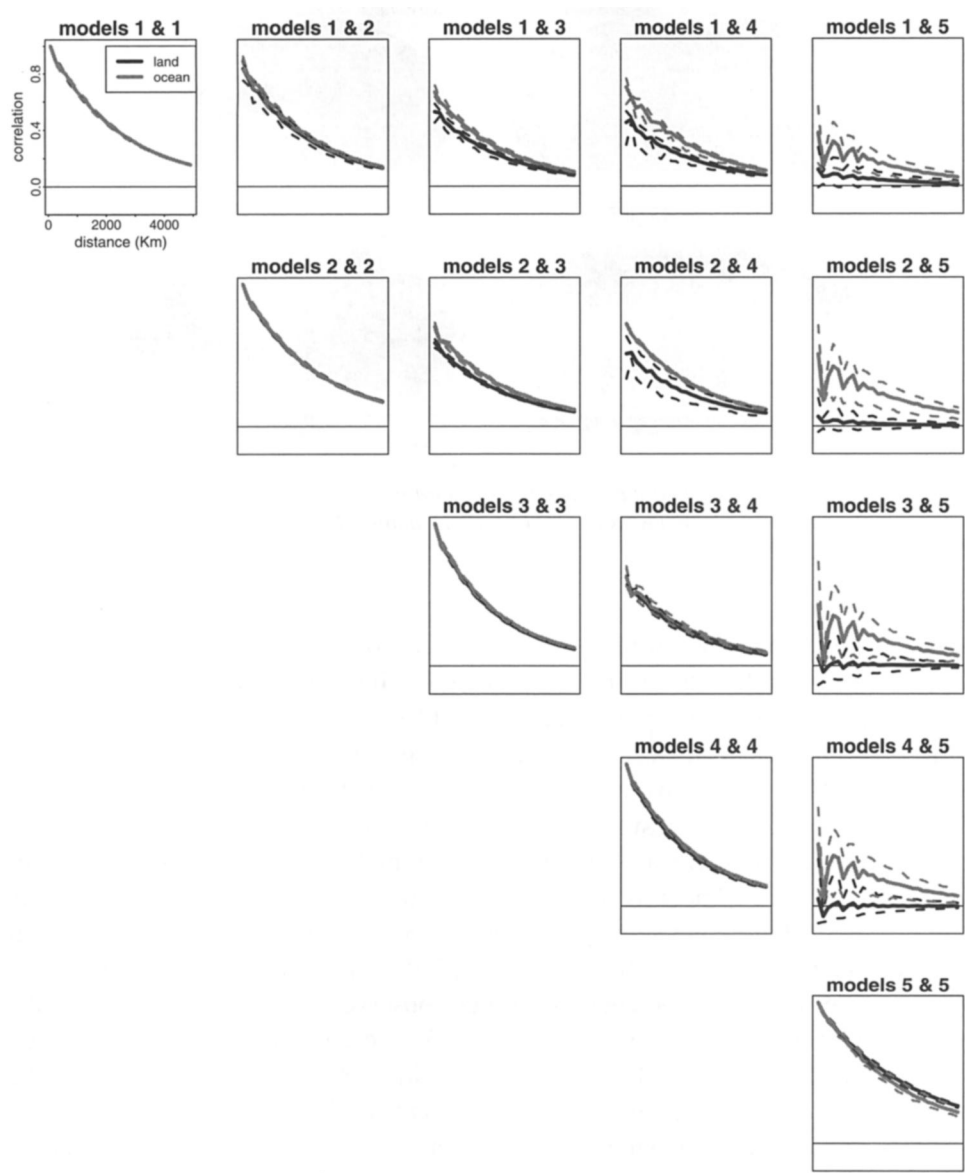 models 1 & 1
models 1 & 2
models 1 & 3
models 1 & 4
models 1 & 5
land
ocean
correlation
0.8
0.4
0.0
0
2000
4000
distance (Km)
models 2 & 2
models 2 & 3
models 2 & 4
models 2 & 5
models 3 & 3
models 3 & 4
models 3 & 5
models 4 & 4
models 4 & 5
models 5 & 5